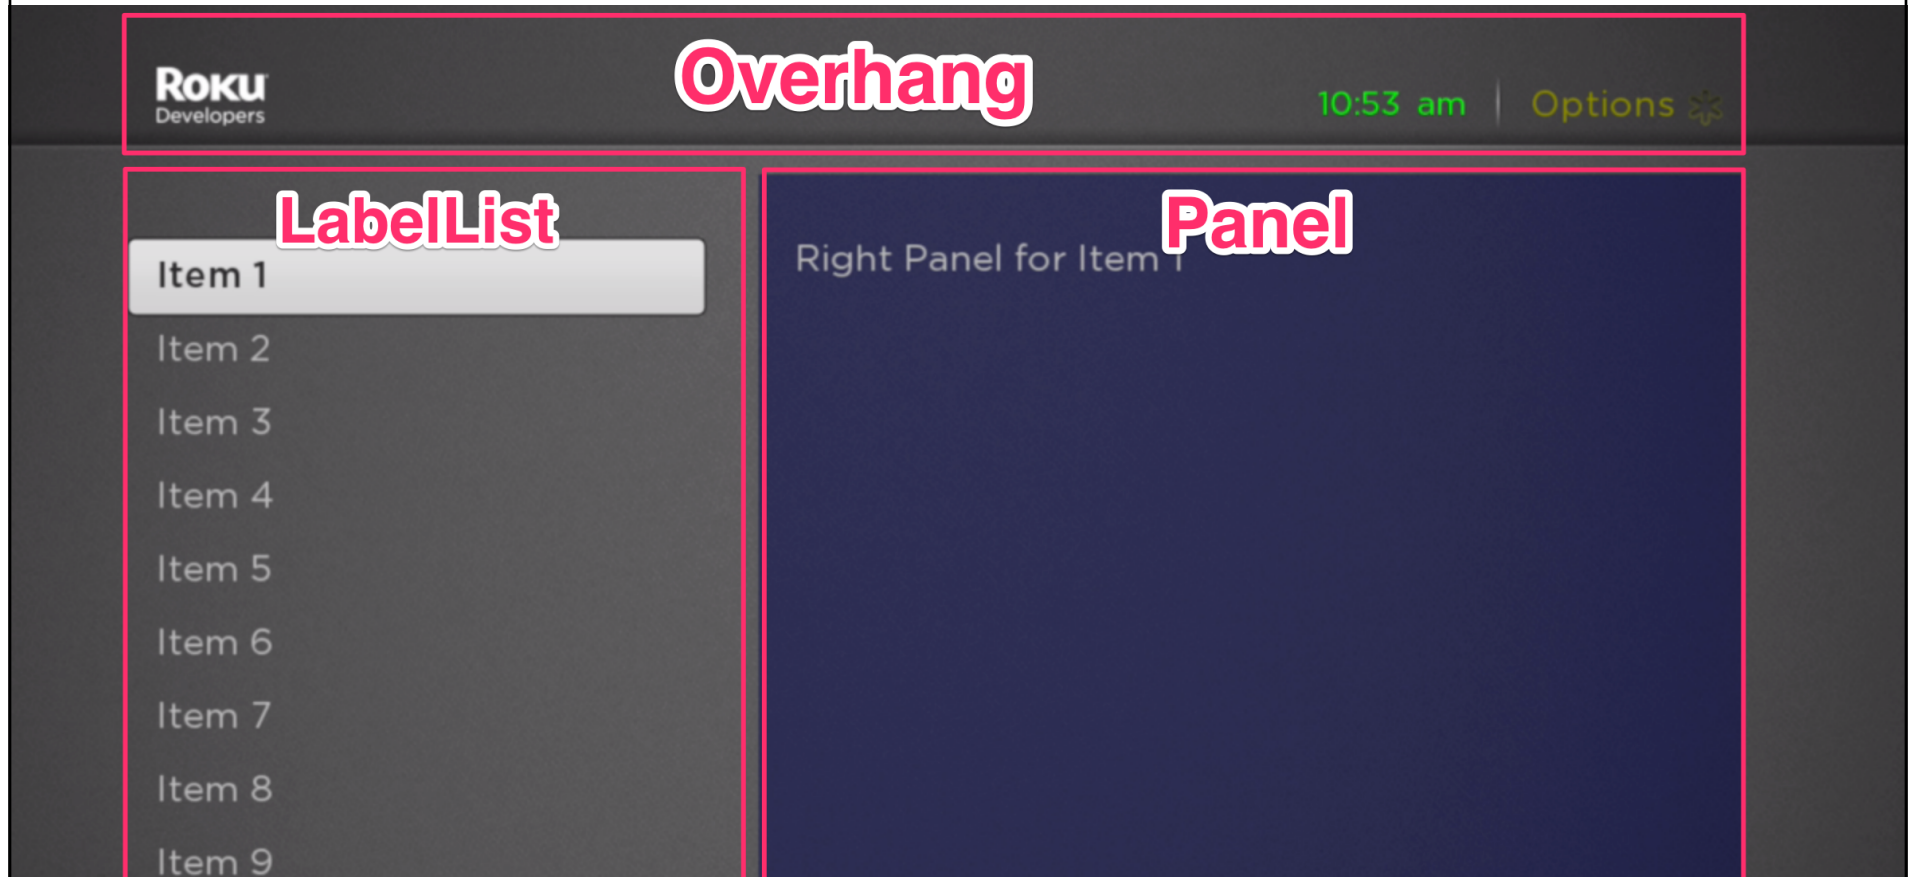 Overhang
Roku
Developers
10:53 am | Options
LabelList
Item 1
Item 2
Item 3
Item 4
Item 5
Item 6
Item 7
Item 8
Item 9
Panel
Right Panel for Item 1